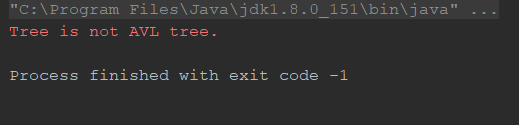 "C:\Program Files\Java\jdk1.8.0_151\bin\java" ...
Tree is not AVL tree.
Process finished with exit code -1